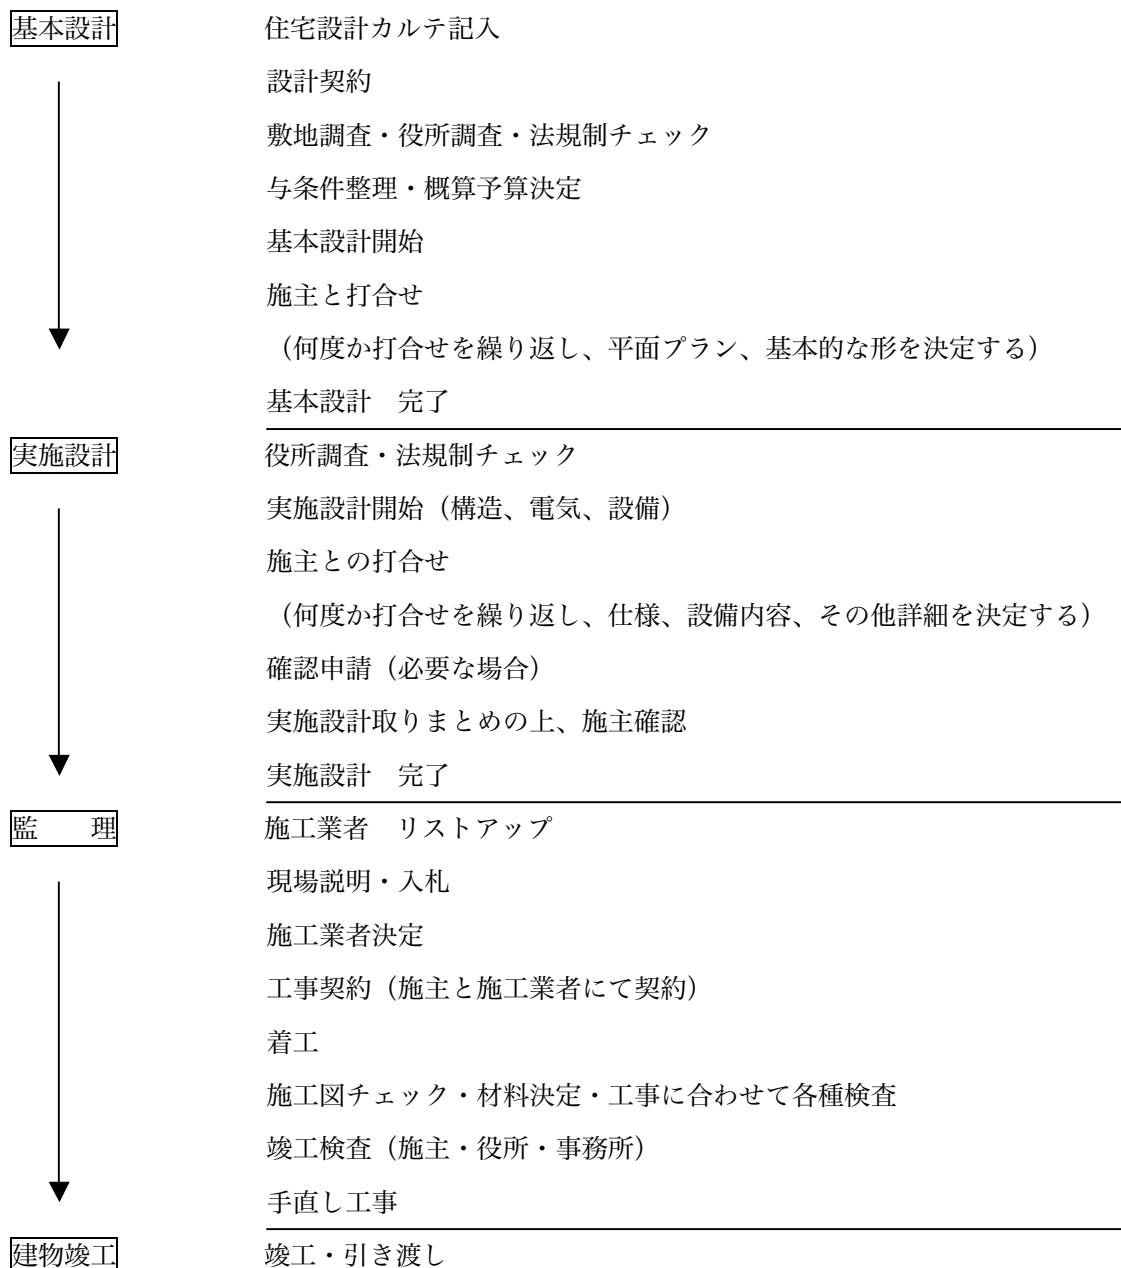 基本設計 住宅設計カルテ記入
設計契約
敷地調査・役所調査・法規制チェック
与条件整理・概算予算決定
基本設計開始
施主と打合せ
（何度か打合せを繰り返し、平面プラン、基本的な形を決定する）
基本設計　完了
実施設計 役所調査・法規制チェック
実施設計開始（構造、電気、設備）
施主との打合せ
（何度か打合せを繰り返し、仕様、設備内容、その他詳細を決定する）
確認申請（必要な場合）
実施設計取りまとめの上、施主確認
実施設計　完了
監　　理 施工業者　リストアップ
現場説明・入札
施工業者決定
工事契約（施主と施工業者にて契約）
着工
施工図チェック・材料決定・工事に合わせて各種検査
竣工検査（施主・役所・事務所）
手直し工事
建物竣工 竣工・引き渡し